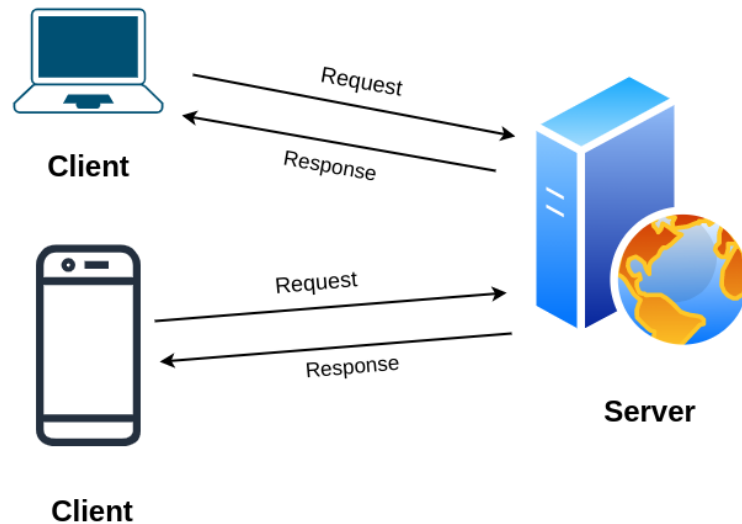 Request
Response
Client
Request
Response
Server
Client